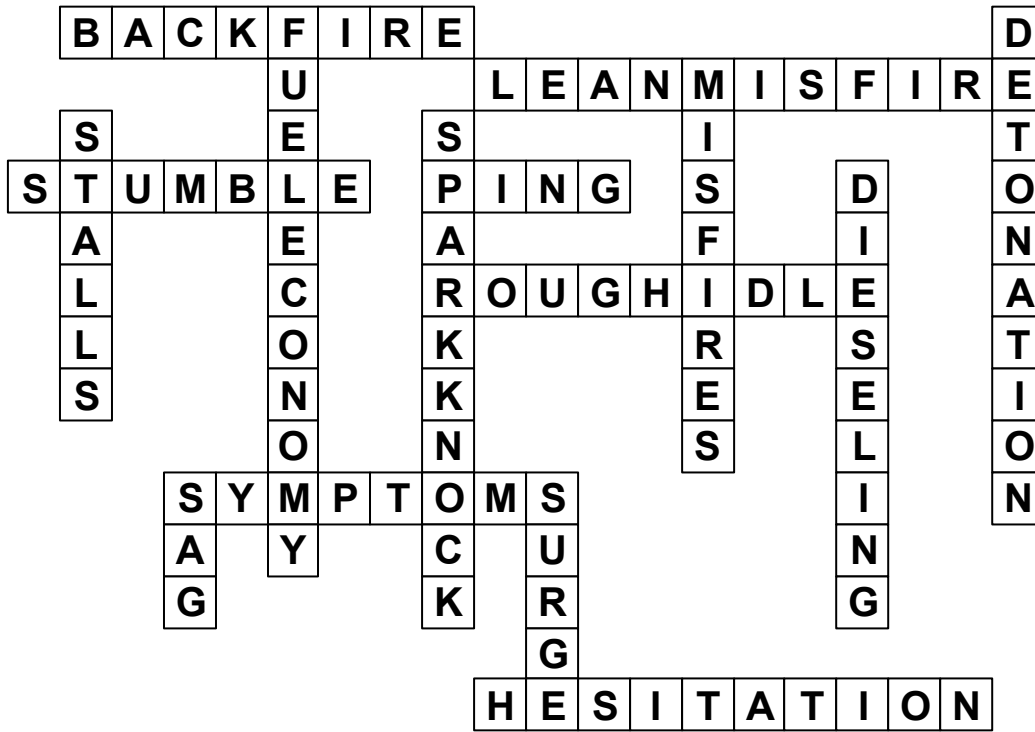 BACKFIRE
FUELECONOMY
DETONATION
LEANMISFIRE
MISFIRES
STALLS
SPARKKNOCK
STUMBLE
PING
DIESELING
ROUGHIDLE
SYMPTOMS
SAG
SURGE
HESITATION